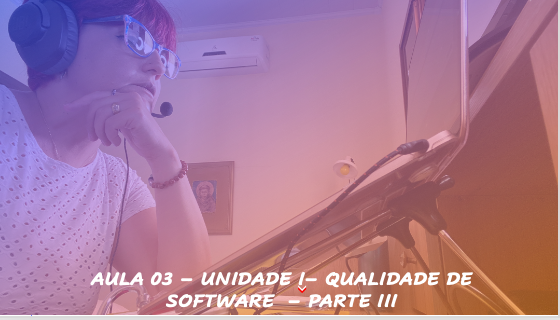 AULA 03 – UNIDADE I– QUALIDADE DE
SOFTWARE – PARTE III